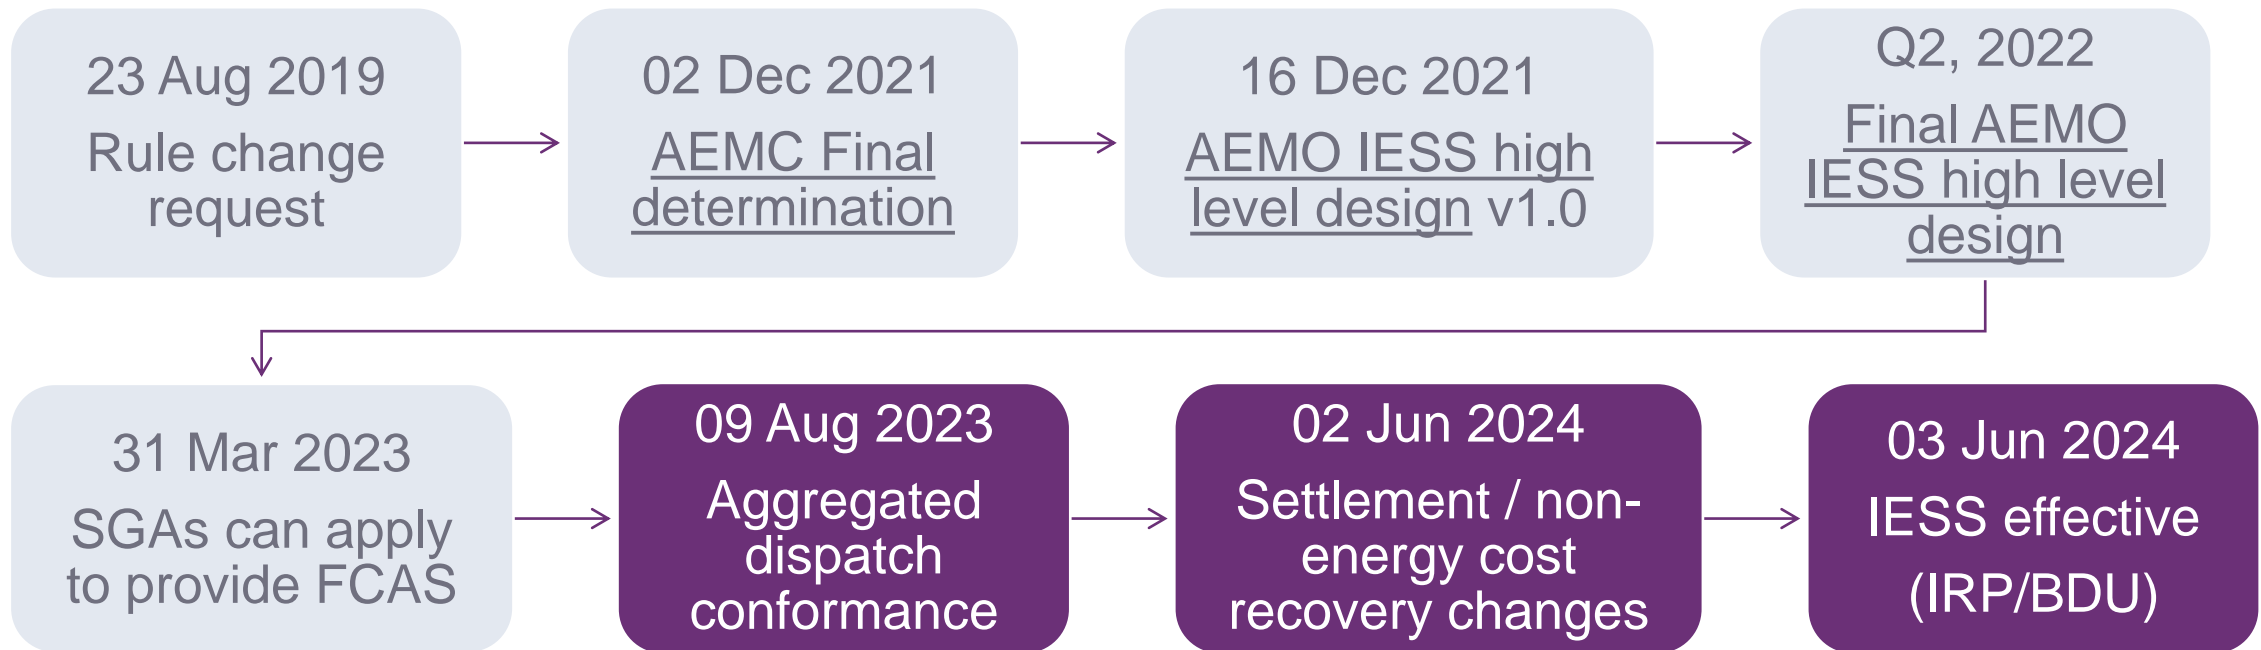 23 Aug 2019
Rule change
request
02 Dec 2021
AEMC Final
determination
16 Dec 2021
AEMO IESS high
level design v1.0
Q2, 2022
Final AEMO
IESS high level
design
31 Mar 2023
SGAs can apply
to provide FCAS
09 Aug 2023
Aggregated
dispatch
conformance
02 Jun 2024
Settlement / non-
energy cost
recovery changes
03 Jun 2024
IESS effective
(IRP/BDU)